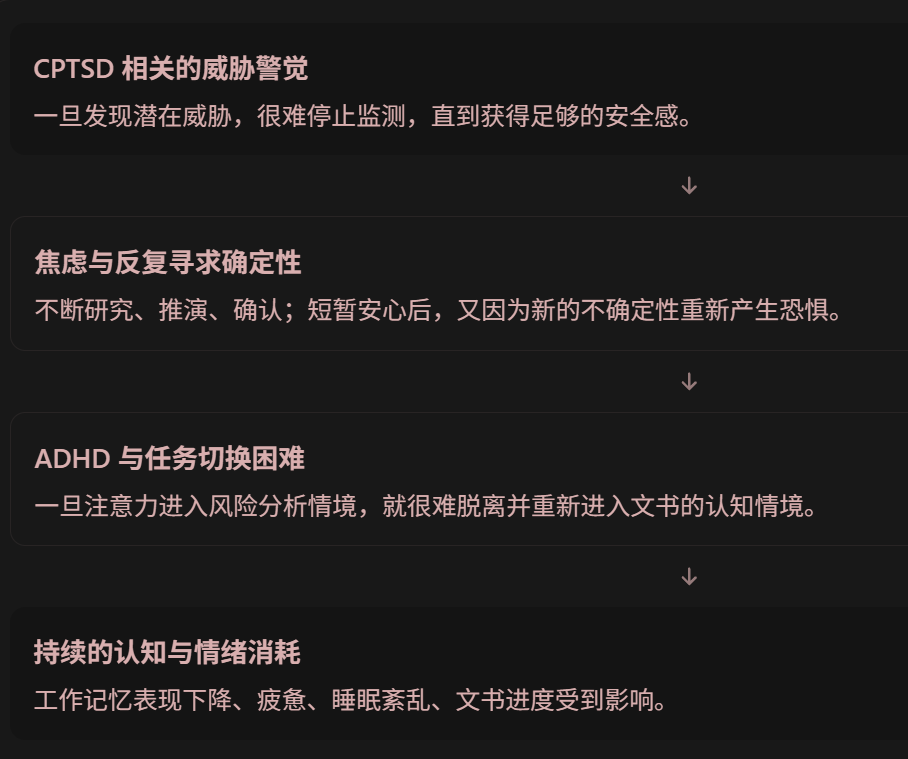 CPTSD 相关的威胁警觉
一旦发现潜在威胁，很难停止监测，直到获得足够的安全感。
↓
焦虑与反复寻求确定性
不断研究、推演、确认；短暂安心后，又因为新的不确定性重新产生恐惧。
↓
ADHD 与任务切换困难
一旦注意力进入风险分析情境，就很难脱离并重新进入文书的认知情境。
↓
持续的认知与情绪消耗
工作记忆表现下降、疲惫、睡眠紊乱、文书进度受到影响。